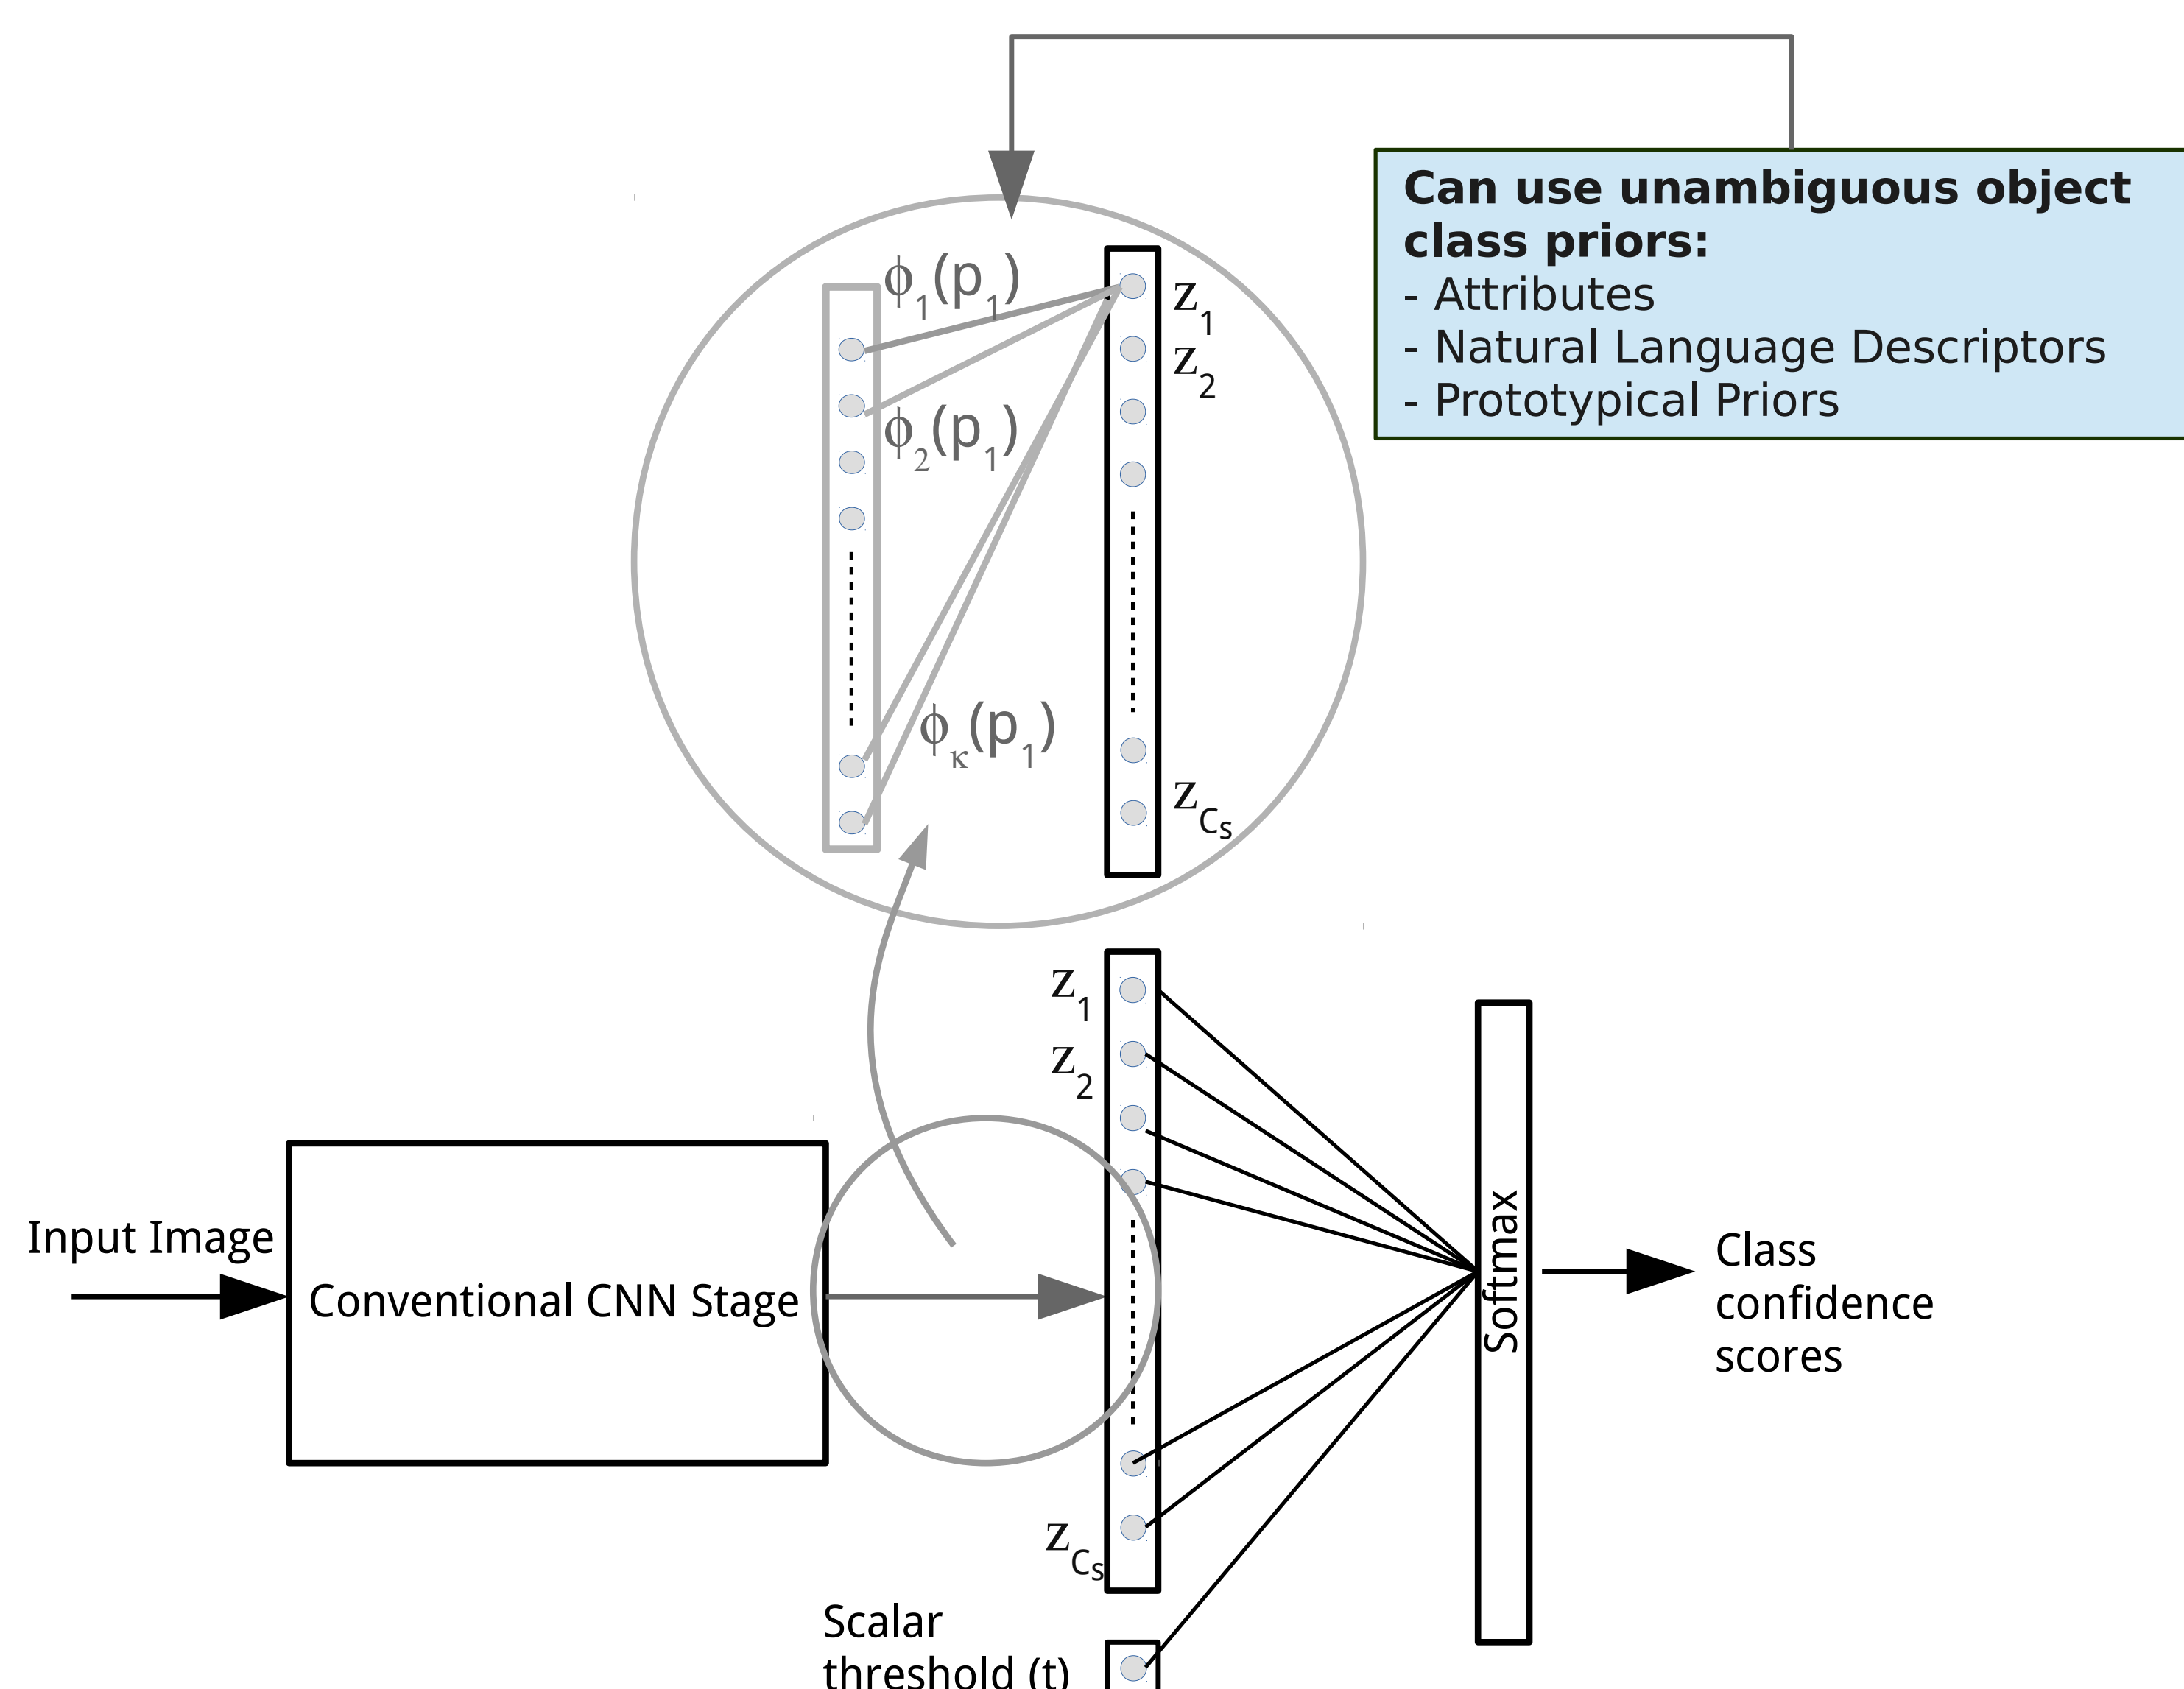 Can use unambiguous object
class priors:
- Attributes
- Natural Language Descriptors
- Prototypical Priors
ϕ1(p1)
ϕ2(p1)
ϕκ(p1)
z1
z2
zCs
z1
z2
zCs
Input Image
Conventional CNN Stage
Softmax
Class
confidence
scores
Scalar
threshold (t)